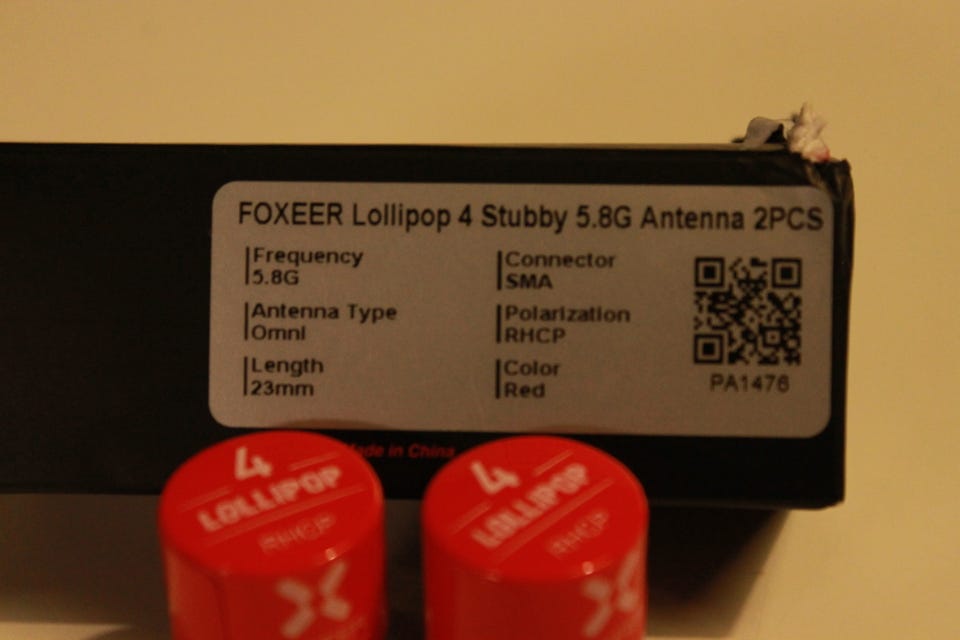 FOXEER Lollipop 4 Stubby 5.8G Antenna 2PCS
Frequency
5.8G
Connector
SMA
Antenna Type
Omni
Polarization
RHCP
Length
23mm
Color
Red
PA1476
Made in China
4
LOLLIPOP
RHCP
4
LOLLIPOP
RHCP